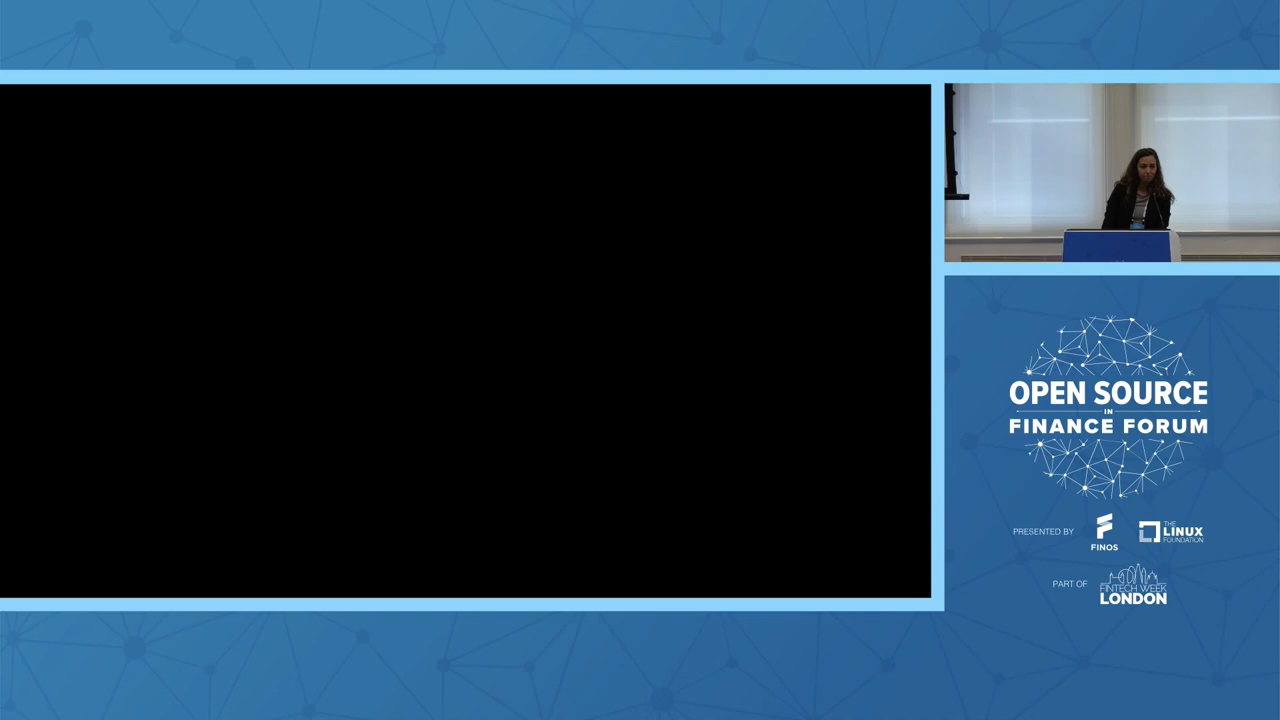 OPEN SOURCE
IN
FINANCE FORUM
PRESENTED BY
FINOS
THE
LINUX
FOUNDATION
PART OF
FINTECH WEEK
LONDON